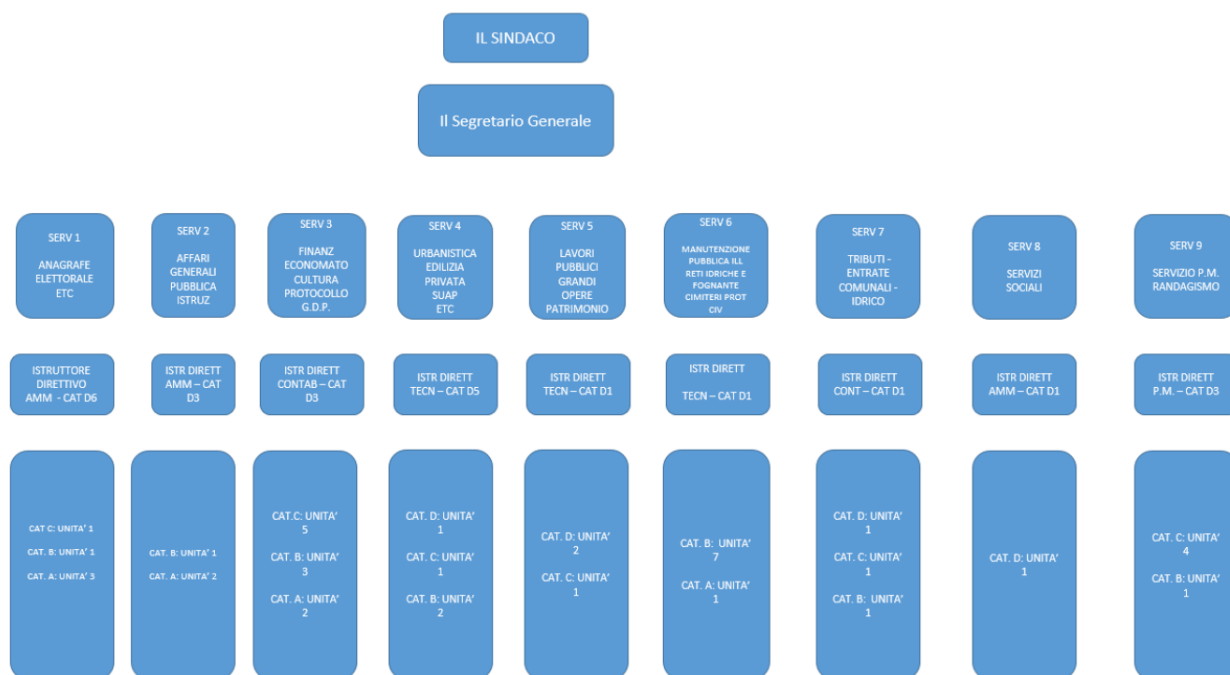 IL SINDACO
Il Segretario Generale
SERV 1
ANAGRAFE
ELETTORALE
ETC
SERV 2
AFFARI
GENERALI
PUBBLICA
ISTRUZ
SERV 3
FINANZ
ECONOMATO
CULTURA
PROTOCOLLO
G.D.P.
SERV 4
URBANISTICA
EDILIZIA
PRIVATA
SUAP
ETC
SERV 5
LAVORI
PUBBLICI
GRANDI
OPERE
PATRIMONIO
SERV 6
MANUTENZIONE
PUBBLICA ILL
RETI IDRICHE E
FOGNANTE
CIMITERI PROT
CIV
SERV 7
TRIBUTI -
ENTRATE
COMUNALI -
IDRICO
SERV 8
SERVIZI
SOCIALI
SERV 9
SERVIZIO P.M.
RANDAGISMO
ISTRUTTORE
DIRETTIVO
AMM - CAT D6
ISTR DIRETT
AMM – CAT
D3
ISTR DIRETT
CONTAB – CAT
D3
ISTR DIRETT
TECN – CAT D5
ISTR DIRETT
TECN – CAT D1
ISTR DIRETT
TECN – CAT D1
ISTR DIRETT
CONT – CAT D1
ISTR DIRETT
AMM – CAT D1
ISTR DIRETT
P.M. – CAT D3
CAT C: UNITA' 1
CAT. B: UNITA' 1
CAT. A: UNITA' 3
CAT. B: UNITA' 1
CAT. A: UNITA' 2
CAT.C: UNITA'
5
CAT. B: UNITA'
3
CAT. A: UNITA'
2
CAT. D: UNITA'
1
CAT. C: UNITA'
1
CAT. B: UNITA'
2
CAT. D: UNITA'
2
CAT. C: UNITA'
1
CAT. B: UNITA'
7
CAT. A: UNITA'
1
CAT. D: UNITA'
1
CAT. C: UNITA'
1
CAT. B: UNITA'
1
CAT. D: UNITA'
1
CAT. C: UNITA'
4
CAT. B: UNITA'
1